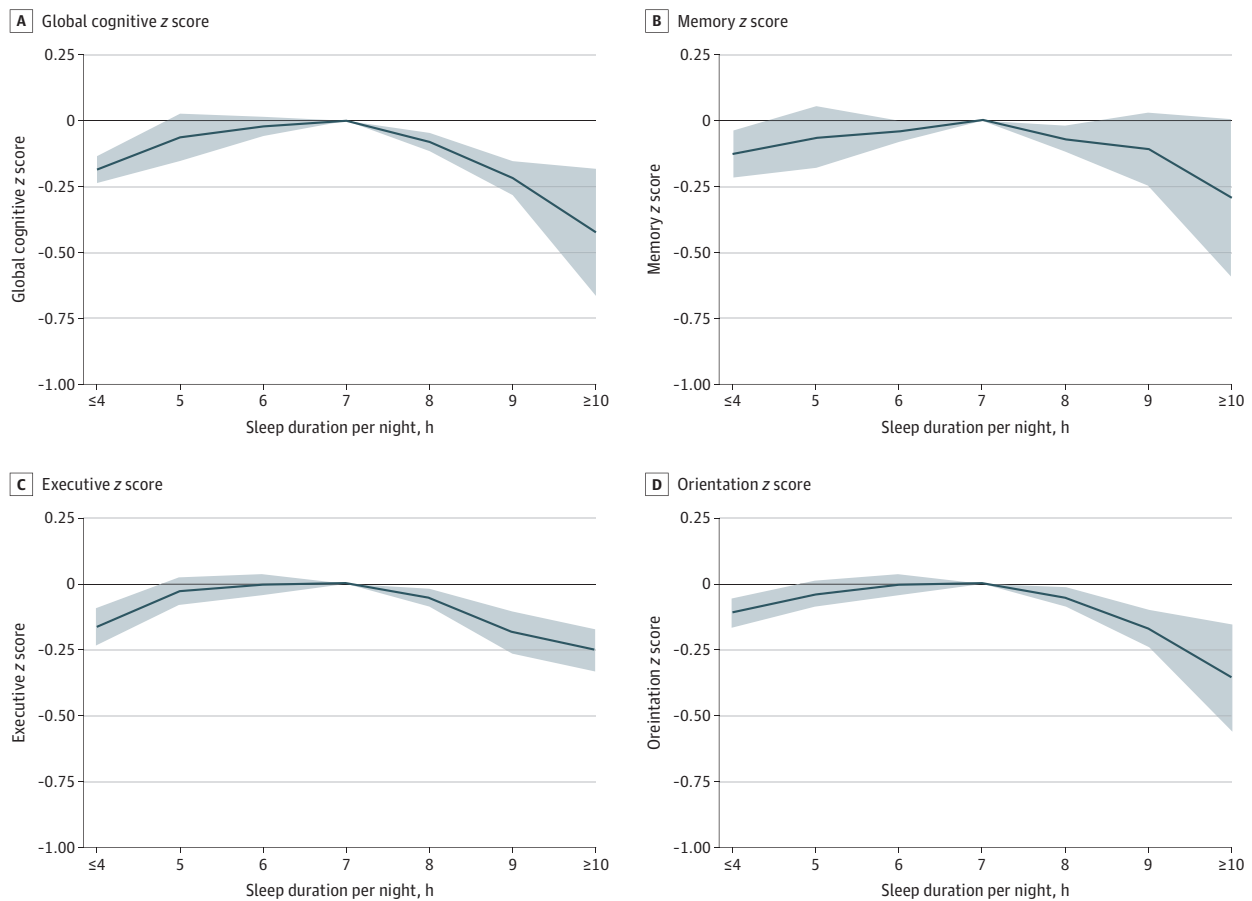 A Global cognitive z score
0.25
0
-0.25
-0.50
-0.75
-1.00
Global cognitive z score
≤4 5 6 7 8 9 ≥10
Sleep duration per night, h
B Memory z score
0.25
0
-0.25
-0.50
-0.75
-1.00
Memory z score
≤4 5 6 7 8 9 ≥10
Sleep duration per night, h
C Executive z score
0.25
0
-0.25
-0.50
-0.75
-1.00
Executive z score
≤4 5 6 7 8 9 ≥10
Sleep duration per night, h
D Orientation z score
0.25
0
-0.25
-0.50
-0.75
-1.00
Oreintation z score
≤4 5 6 7 8 9 ≥10
Sleep duration per night, h